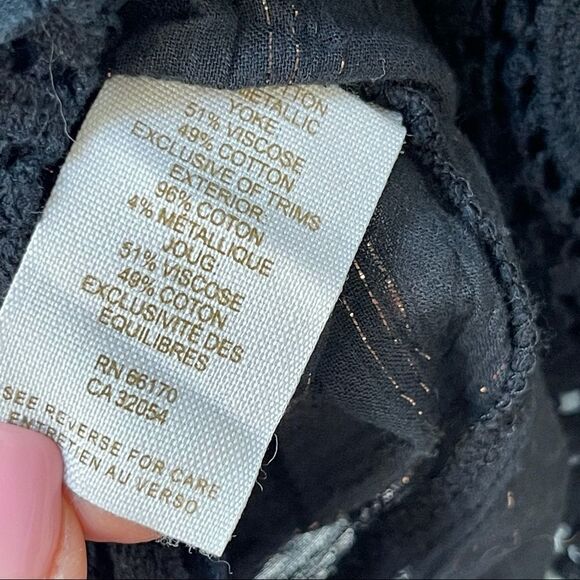 COTTON
METALLIC
YOKE
51% VISCOSE
49% COTTON
EXCLUSIVE OF TRIMS
EXTERIOR
96% COTON
4% MÉTALLIQUE
JOUG
51% VISCOSE
49% COTON
EXCLUSIVITÉ DES
ÉQUILIBRES
RN 66170
CA 32054
SEE REVERSE FOR CARE
ENTRETIEN AU VERSO